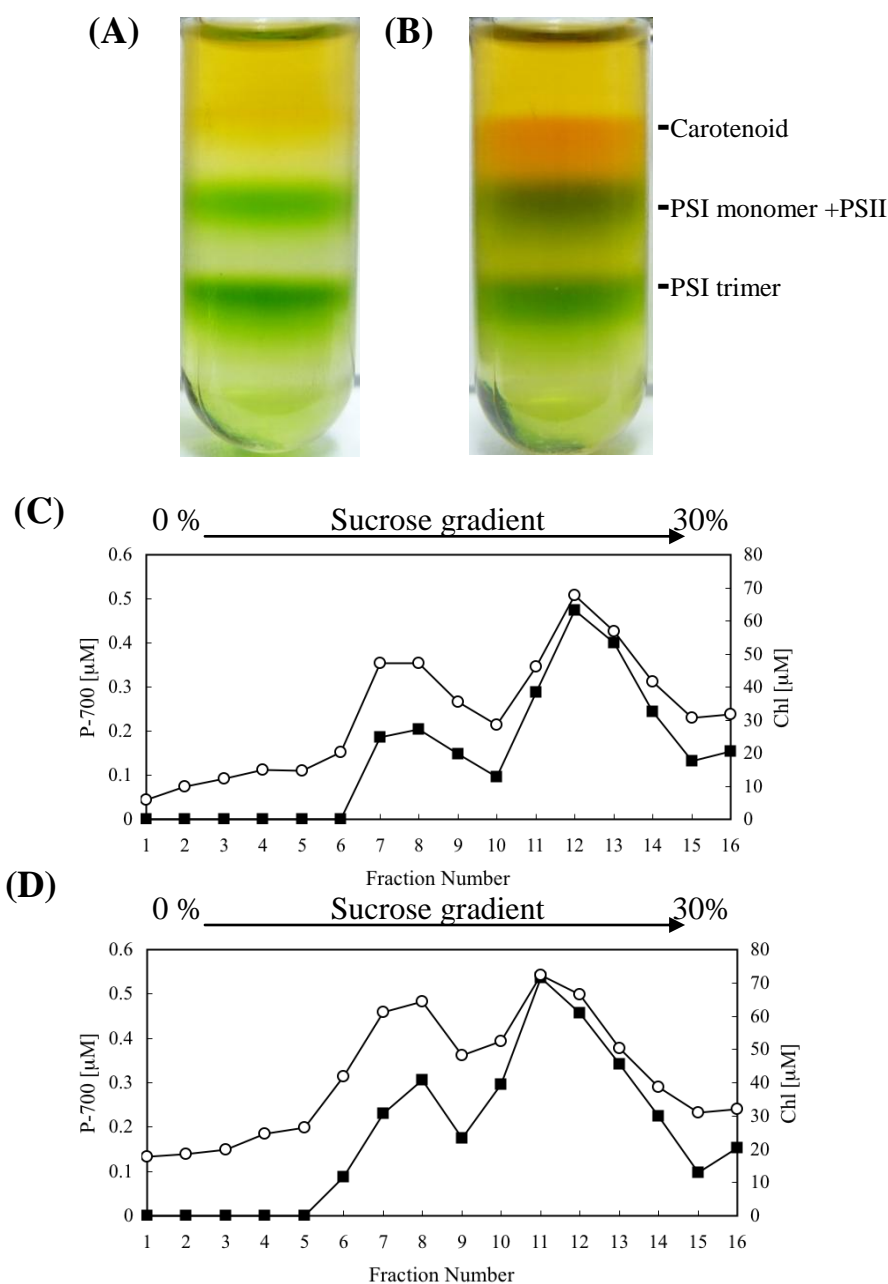 (A)
(B)
Carotenoid
PSI monomer +PSII
PSI trimer
(C)
0 % Sucrose gradient 30%
0.6 80
70
0.5
60
0.4
50
0.3 40
30
0.2
20
0.1
10
0 0
P-700 [µM]
Chl [µM]
1 2 3 4 5 6 7 8 9 10 11 12 13 14 15 16
Fraction Number
(D)
0 % Sucrose gradient 30%
0.6 80
70
0.5
60
0.4
50
0.3 40
30
0.2
20
0.1
10
0 0
P-700 [µM]
Chl [µM]
1 2 3 4 5 6 7 8 9 10 11 12 13 14 15 16
Fraction Number